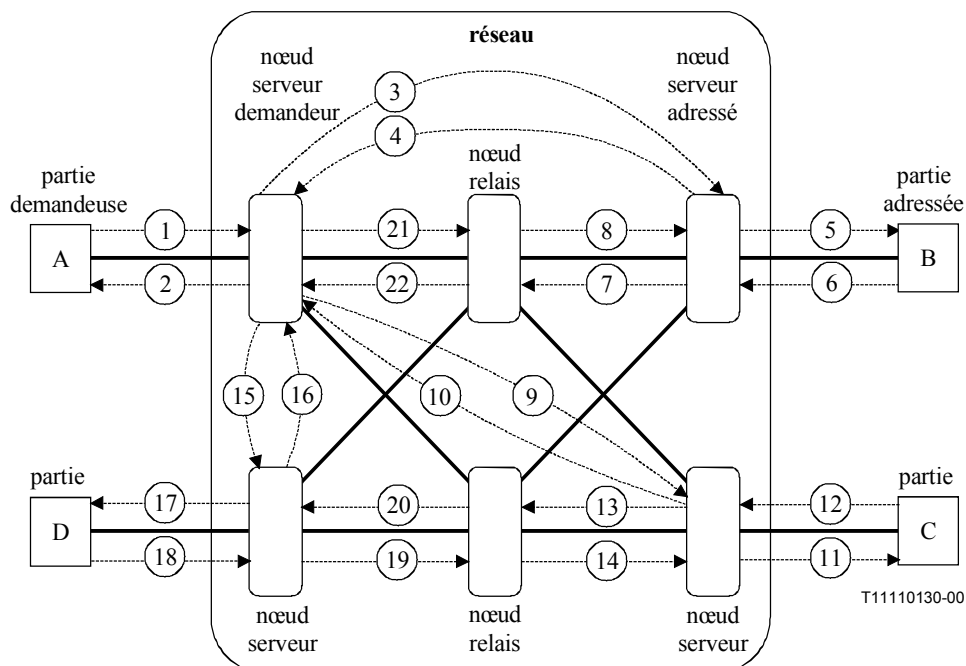 réseau
nœud
serveur
demandeur
nœud
serveur
adressé
3
4
nœud
relais
partie
demandeuse
partie
adressée
1
21
8
5
A
B
2
22
7
6
15
16
10
9
partie
partie
17
20
13
12
D
C
18
19
14
11
nœud
serveur
nœud
relais
nœud
serveur
T11110130-00